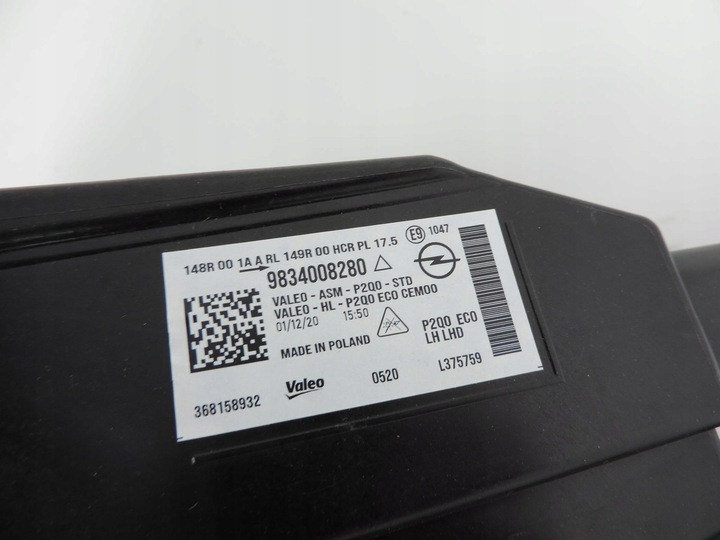 148R 00 1A A RL 149R 00 HCR PL 17.5 E9 1047
9834008280
VALEO - ASM - P2Q0 - STD
VALEO - HL - P2Q0 ECO CEM00
01/12/20 15:50
P2Q0 ECO
LH LHD
MADE IN POLAND
368158932 Valeo 0520 L375759